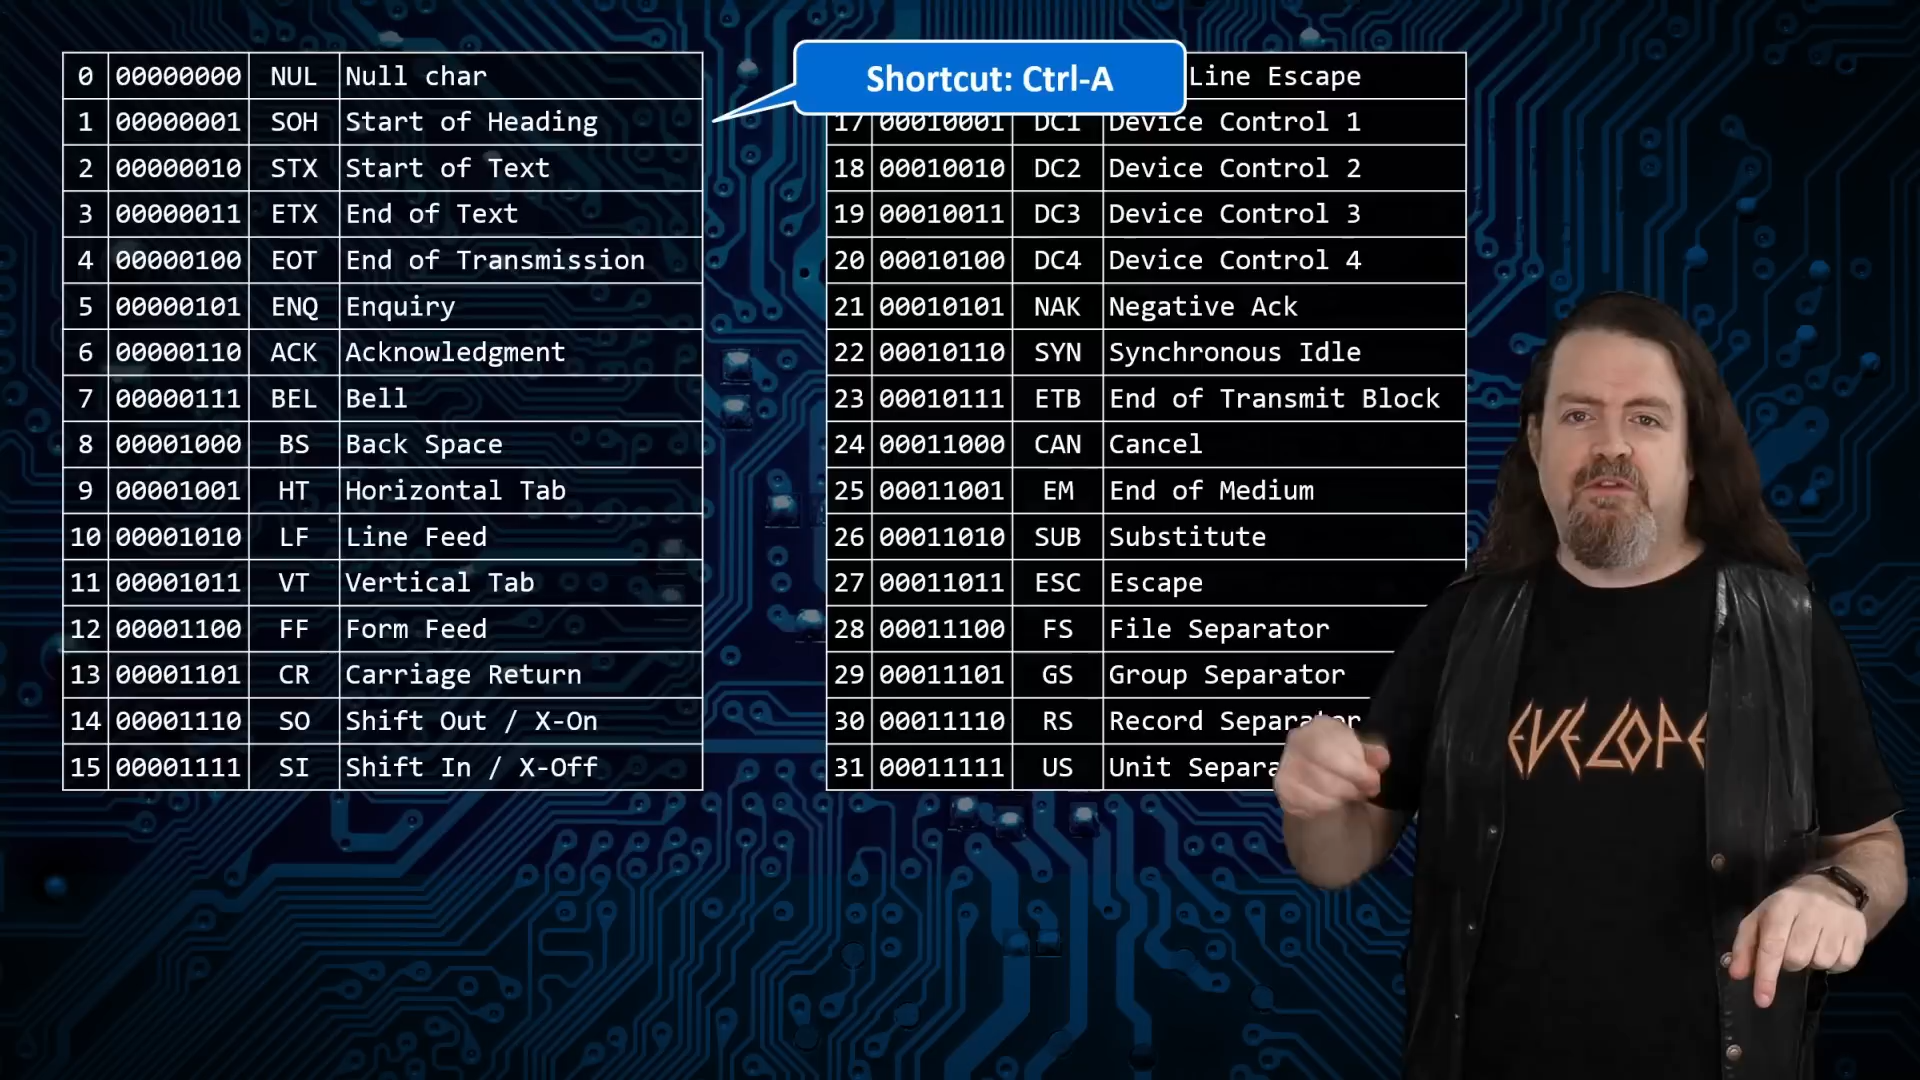 0 00000000 NUL Null char
1 00000001 SOH Start of Heading
2 00000010 STX Start of Text
3 00000011 ETX End of Text
4 00000100 EOT End of Transmission
5 00000101 ENQ Enquiry
6 00000110 ACK Acknowledgment
7 00000111 BEL Bell
8 00001000 BS Back Space
9 00001001 HT Horizontal Tab
10 00001010 LF Line Feed
11 00001011 VT Vertical Tab
12 00001100 FF Form Feed
13 00001101 CR Carriage Return
14 00001110 SO Shift Out / X-On
15 00001111 SI Shift In / X-Off
Shortcut: Ctrl-A
Line Escape
17 00010001 DC1 Device Control 1
18 00010010 DC2 Device Control 2
19 00010011 DC3 Device Control 3
20 00010100 DC4 Device Control 4
21 00010101 NAK Negative Ack
22 00010110 SYN Synchronous Idle
23 00010111 ETB End of Transmit Block
24 00011000 CAN Cancel
25 00011001 EM End of Medium
26 00011010 SUB Substitute
27 00011011 ESC Escape
28 00011100 FS File Separator
29 00011101 GS Group Separator
30 00011110 RS Record Separator
31 00011111 US Unit Separa
EVELOPE